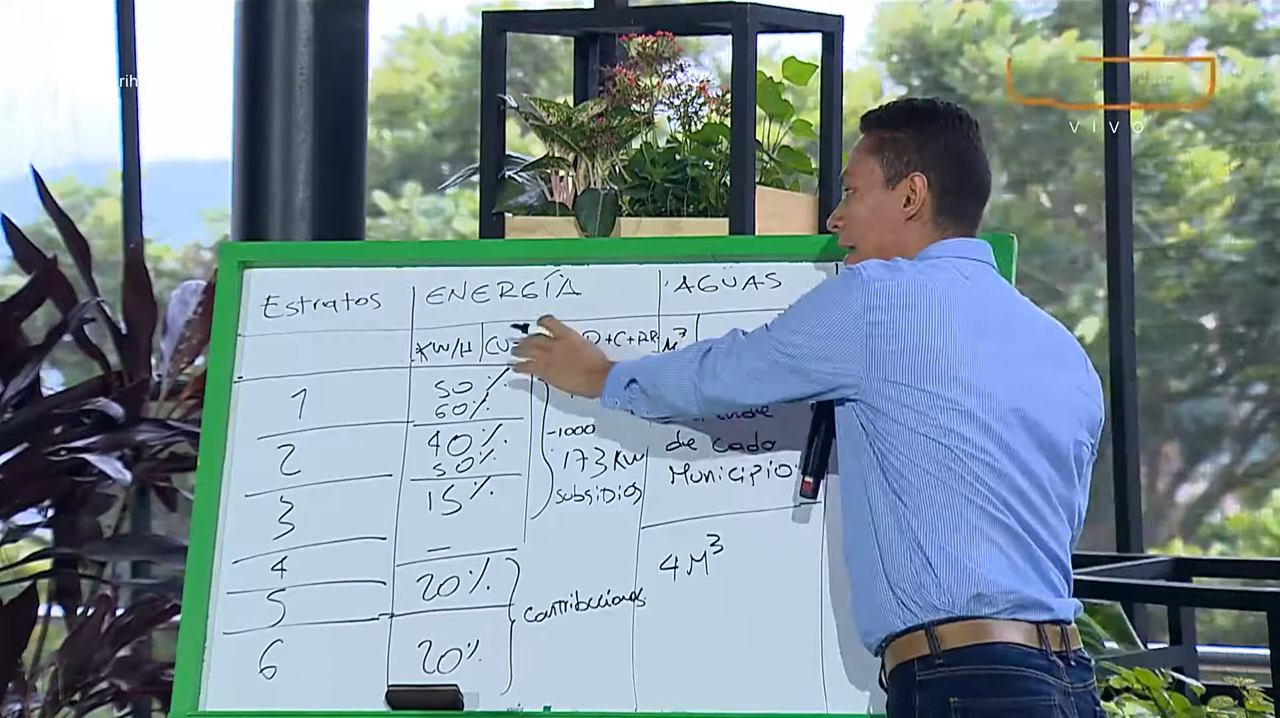 VIVO
Estratos ENERGÍA AGUAS
KW/H CU D+C+PR M³
1 50% 60%
2 40% 50%
3 15%
-1000
173 KW
subsidios
de cada
Municipio
4 —
5 20%
6 20%
contribuciones
4M³